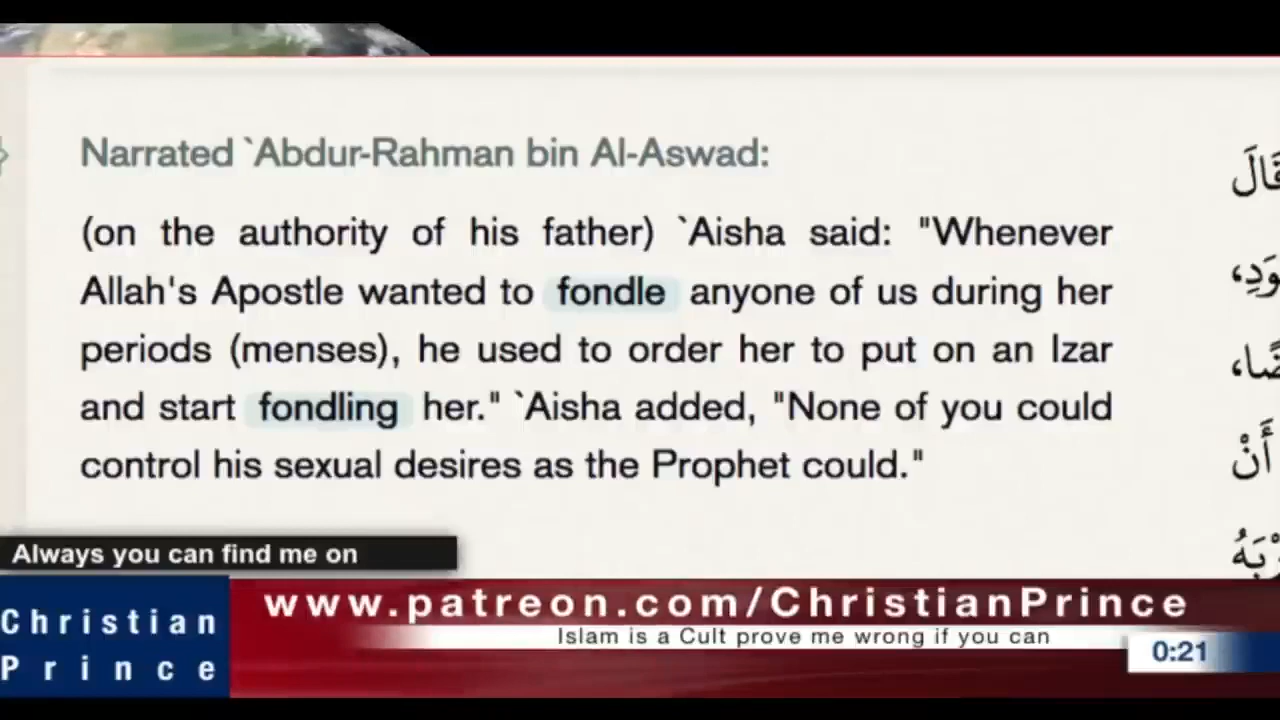 Narrated `Abdur-Rahman bin Al-Aswad:
(on the authority of his father) `Aisha said: "Whenever
Allah's Apostle wanted to fondle anyone of us during her
periods (menses), he used to order her to put on an Izar
and start fondling her." `Aisha added, "None of you could
control his sexual desires as the Prophet could."
قَالَ
أَنْ
Always you can find me on
Christian
Prince
www.patreon.com/ChristianPrince
Islam is a Cult prove me wrong if you can
0:21